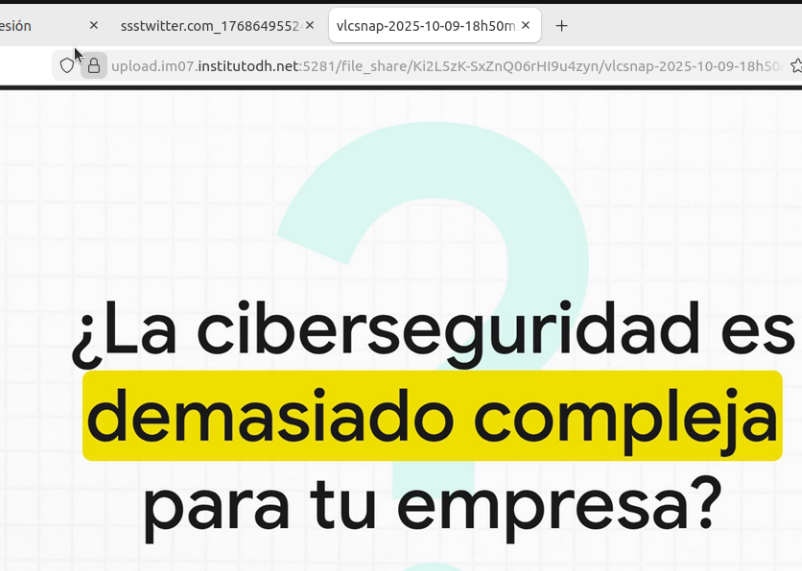 esión
ssstwitter.com_1768649552
vlcsnap-2025-10-09-18h50m
upload.im07.institutodh.net:5281/file_share/Ki2L5zK-SxZnQ06rHI9u4zyn/vlcsnap-2025-10-09-18h50
¿La ciberseguridad es
demasiado compleja
para tu empresa?